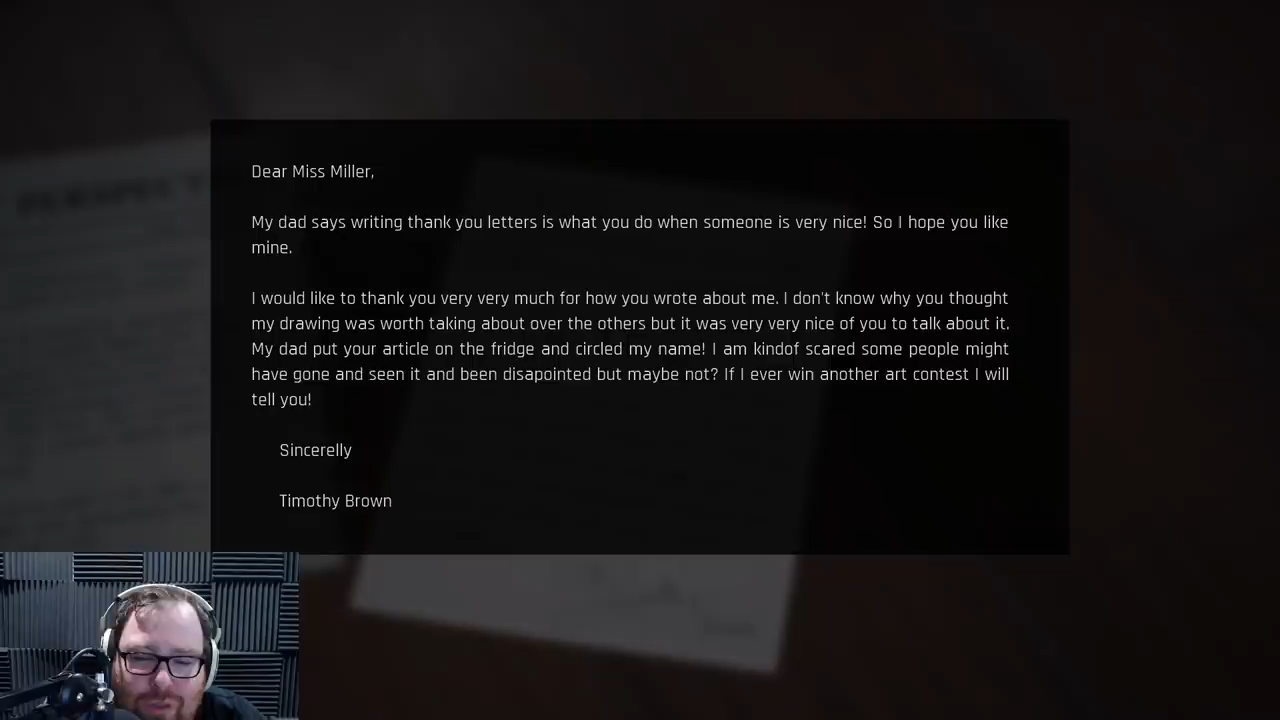 PERSPECT
Dear Miss Miller,
My dad says writing thank you letters is what you do when someone is very nice! So I hope you like
mine.
I would like to thank you very very much for how you wrote about me. I don't know why you thought
my drawing was worth taking about over the others but it was very very nice of you to talk about it.
My dad put your article on the fridge and circled my name! I am kindof scared some people might
have gone and seen it and been disapointed but maybe not? If I ever win another art contest I will
tell you!
Sincerelly
Timothy Brown